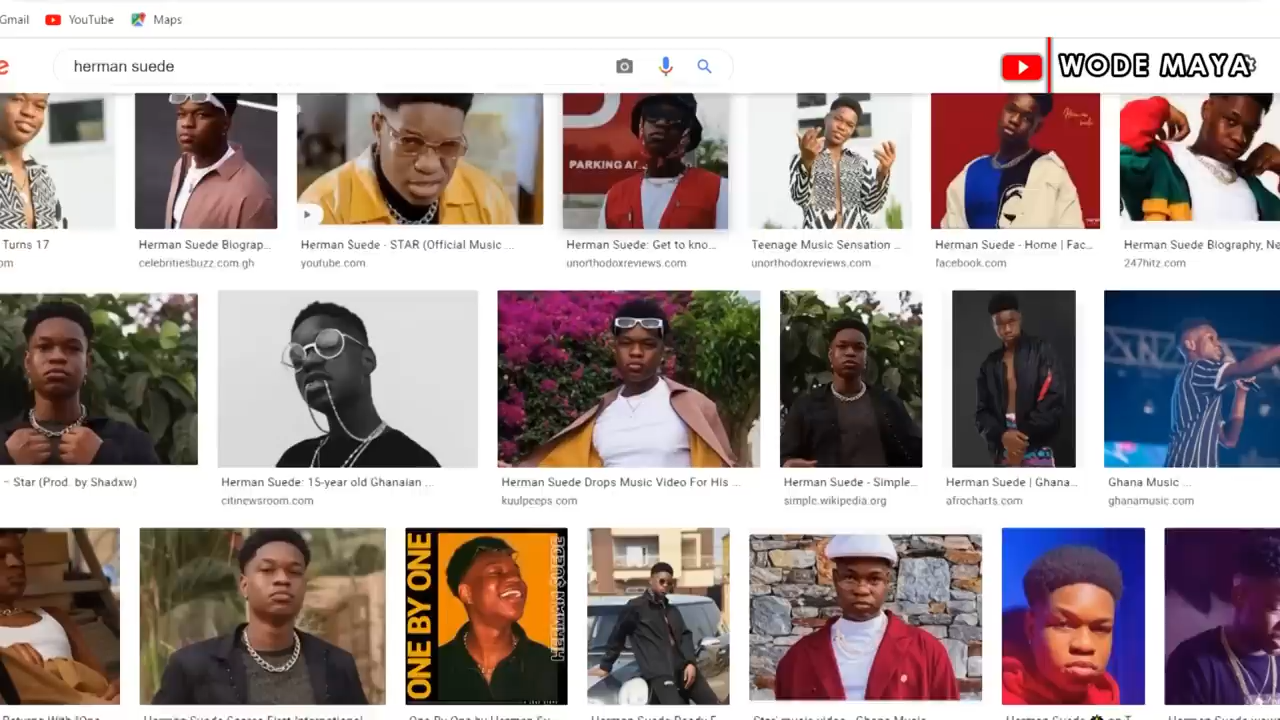 Gmail YouTube Maps
herman suede
WODE MAYA
PARKING
Turns 17
Herman Suede Biograp...
Herman Suede - STAR (Official Music ...
Herman Suede: Get to kno...
Teenage Music Sensation ...
Herman Suede - Home | Fac...
Herman Suede Biography, No
om
celebritiesbuzz.com.gh
youtube.com
unorthodoxreviews.com
unorthodoxreviews.com
facebook.com
247hitz.com
– Star (Prod. by Shadxw)
Herman Suede: 15-year old Ghanaian ...
Herman Suede Drops Music Video For His ...
Herman Suede - Simple...
Herman Suede | Ghana...
Ghana Music ...
citinewsroom.com
kuulpeeps.com
simple.wikipedia.org
afrocharts.com
ghanamusic.com
ONE BY ONE
HERMAN SUEDE